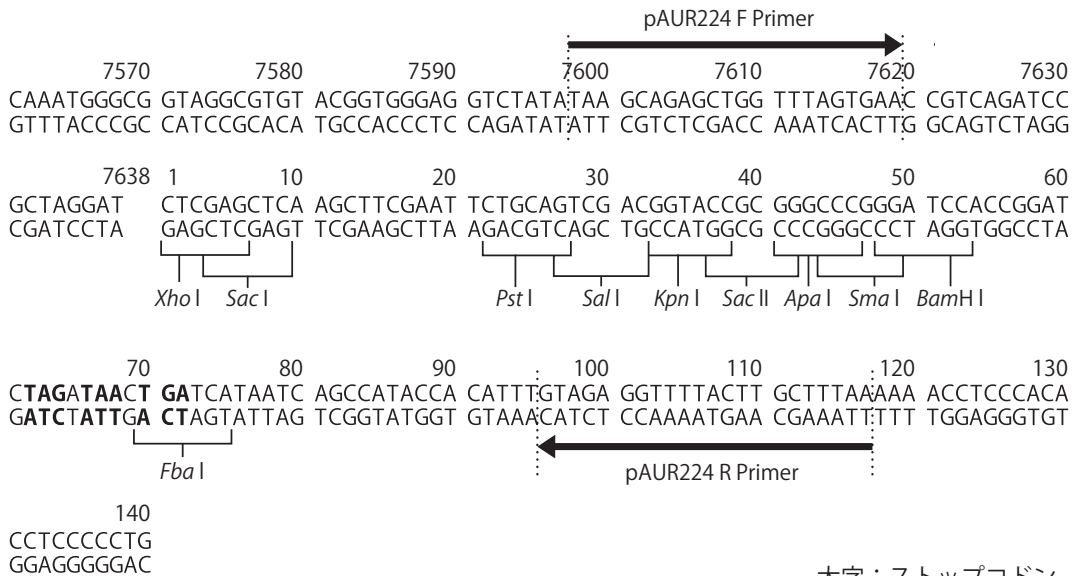 pAUR224 F Primer
7570 7580 7590 7600 7610 7620 7630
CAAATGGGCG GTAGGCGTGT ACGGTGGGAG GTCTATATAA GCAGAGCTGG TTTAGTGAAC CGTCAGATCC
GTTTACCCGC CATCCGCACA TGCCACCCTC CAGATATATT CGTCTCGACC AAATCACTTG GCAGTCTAGG
7638 1 10 20 30 40 50 60
GCTAGGAT CTCGAGCTCA AGCTTCGAAT TCTGCAGTCG ACGGTACCGC GGGCCCGGGA TCCACCGGAT
CGATCCTA GAGCTCGAGT TCGAAGCTTA AGACGTCAGC TGCCATGGCG CCCGGGCCCT AGGTGGCCTA
Xho I Sac I Pst I Sal I Kpn I Sac II Apa I Sma I BamH I
70 80 90 100 110 120 130
CTAGATAACT GATCATAATC AGCCATACCA CATTTGTAGA GGTTTTACTT GCTTTAAAAA ACCTCCCACA
GATCTATTGA CTAGTATTAG TCGGTATGGT GTAAACATCT CCAAAATGAA CGAAATTTTT TGGAGGGTGT
Fba I
pAUR224 R Primer
140
CCTCCCCCTG
GGAGGGGGAC